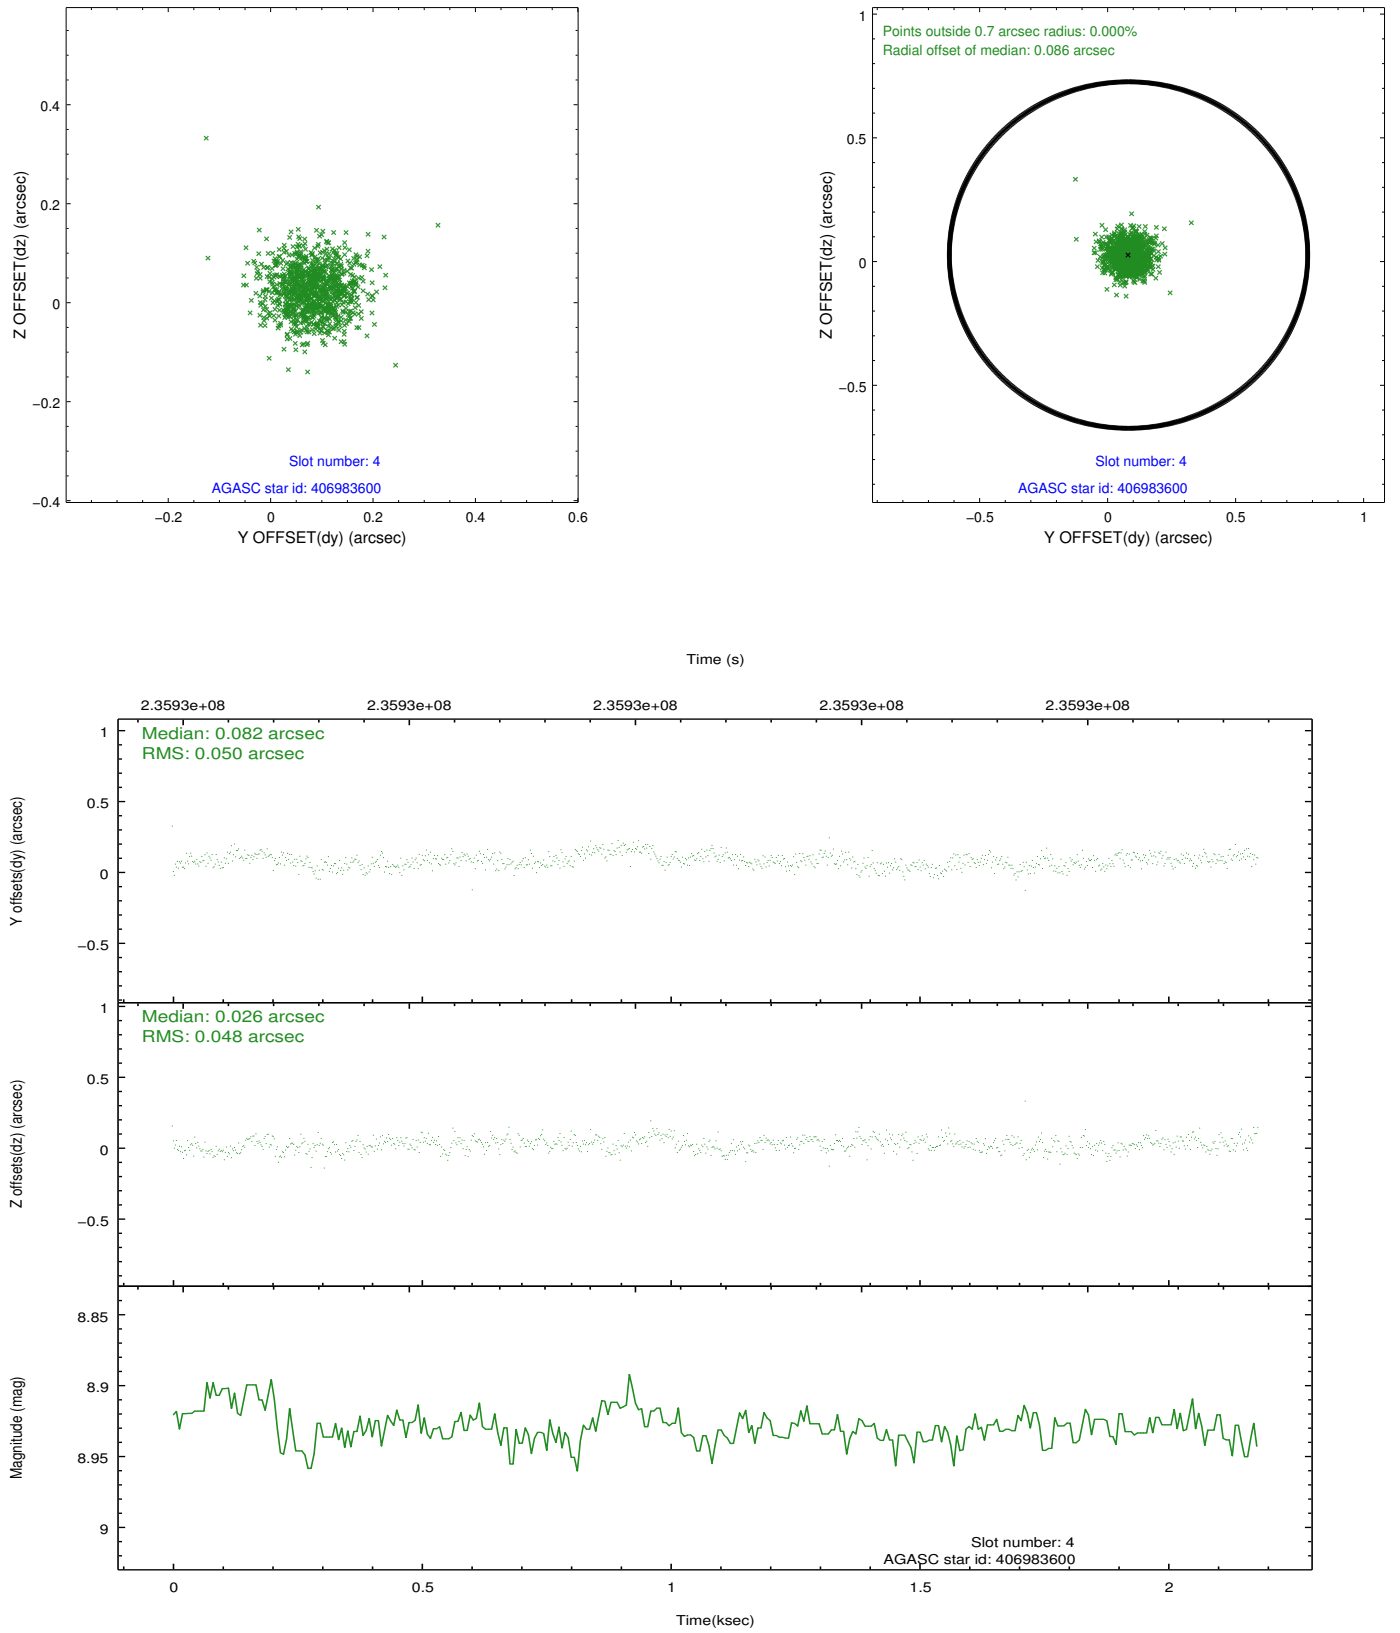 0.4
0.2
0
−0.2
−0.4
Z OFFSET(dz) (arcsec)
Slot number: 4
AGASC star id: 406983600
−0.2 0 0.2 0.4 0.6
Y OFFSET(dy) (arcsec)
Points outside 0.7 arcsec radius: 0.000%
Radial offset of median: 0.086 arcsec
1
0.5
0
−0.5
Z OFFSET(dz) (arcsec)
Slot number: 4
AGASC star id: 406983600
−0.5 0 0.5 1
Y OFFSET(dy) (arcsec)
Time (s)
2.3593e+08 2.3593e+08 2.3593e+08 2.3593e+08 2.3593e+08
Median: 0.082 arcsec
RMS: 0.050 arcsec
1
0.5
0
−0.5
Y offsets(dy) (arcsec)
Median: 0.026 arcsec
RMS: 0.048 arcsec
1
0.5
0
−0.5
Z offsets(dz) (arcsec)
8.85
8.9
8.95
9
Magnitude (mag)
Slot number: 4
AGASC star id: 406983600
0 0.5 1 1.5 2
Time(ksec)